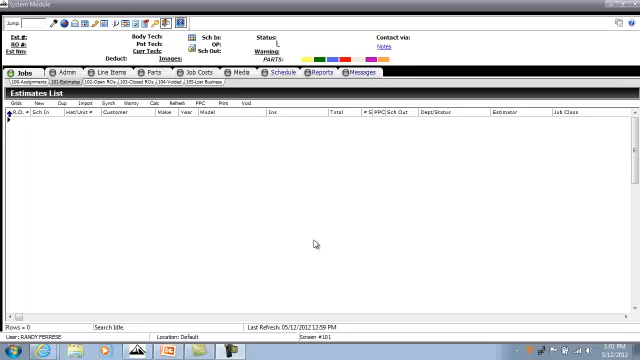 System Module
Jump:
Est #:
RO #:
Est Nm:
Body Tech:
Pnt Tech:
Curr Tech:
Deduct:
Images:
Sch In:
OP:
Sch Out:
Status:
Warning:
PARTS:
Contact via:
Notes
Jobs Admin Line Items Parts Job Costs Media Schedule Reports Messages
100-Assignments 101-Estimates 102-Open ROs 103-Closed ROs 104-Voided 105-Lost Business
Estimates List
Grids New Dup Import Synch Warnty Calc Refresh PPC Print Void
R.O. # Sch In Hat/Unit # Customer Make Year Model Ins Total # S PPC Sch Out Dept/Status Estimator Job Class
Rows = 0 Search Idle. Last Refresh: 05/12/2012 12:59 PM
User: RANDY FERRESE Location: Default Screen #101
1:01 PM
5/12/2012